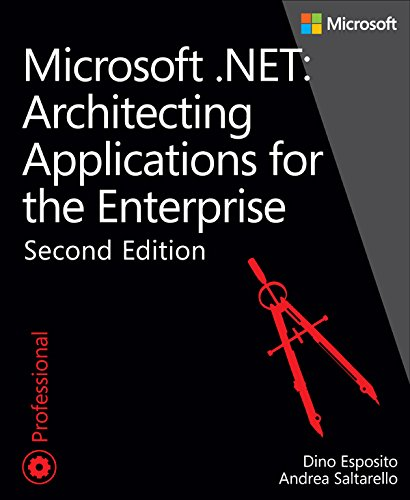 Microsoft
Microsoft .NET:
Architecting
Applications for
the Enterprise
Second Edition
Professional
Dino Esposito
Andrea Saltarello